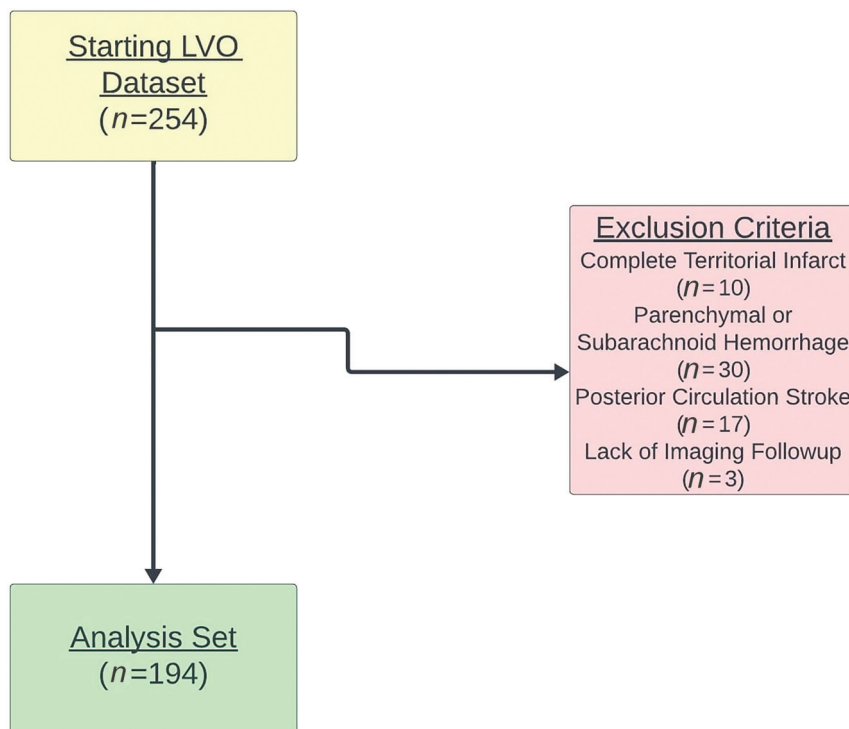 Starting LVO
Dataset
(n=254)
Exclusion Criteria
Complete Territorial Infarct
(n=10)
Parenchymal or
Subarachnoid Hemorrhage
(n=30)
Posterior Circulation Stroke
(n=17)
Lack of Imaging Followup
(n=3)
Analysis Set
(n=194)